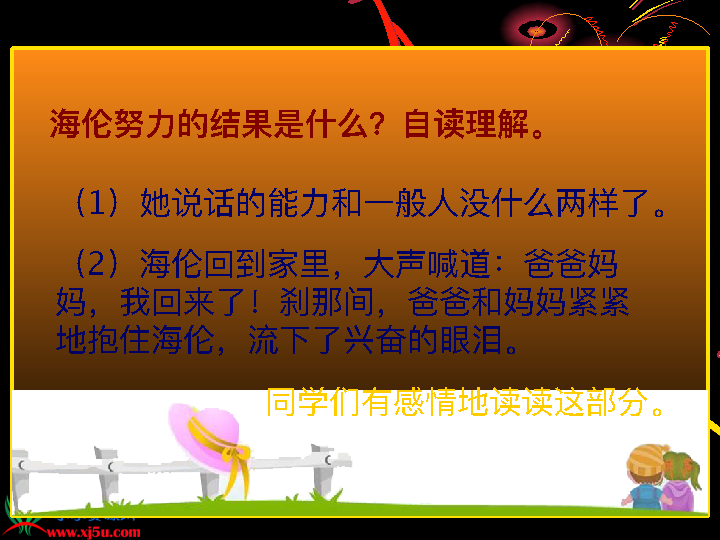 海伦努力的结果是什么？自读理解。
（1）她说话的能力和一般人没什么两样了。
（2）海伦回到家里，大声喊道：爸爸妈
妈，我回来了！刹那间，爸爸和妈妈紧紧
地抱住海伦，流下了兴奋的眼泪。
同学们有感情地读读这部分。
www.xj5u.com